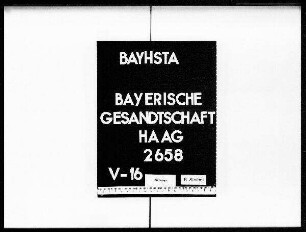 BAYHSTA
BAYERISCHE
GESANDTSCHAFT
HAAG
2658
V-16